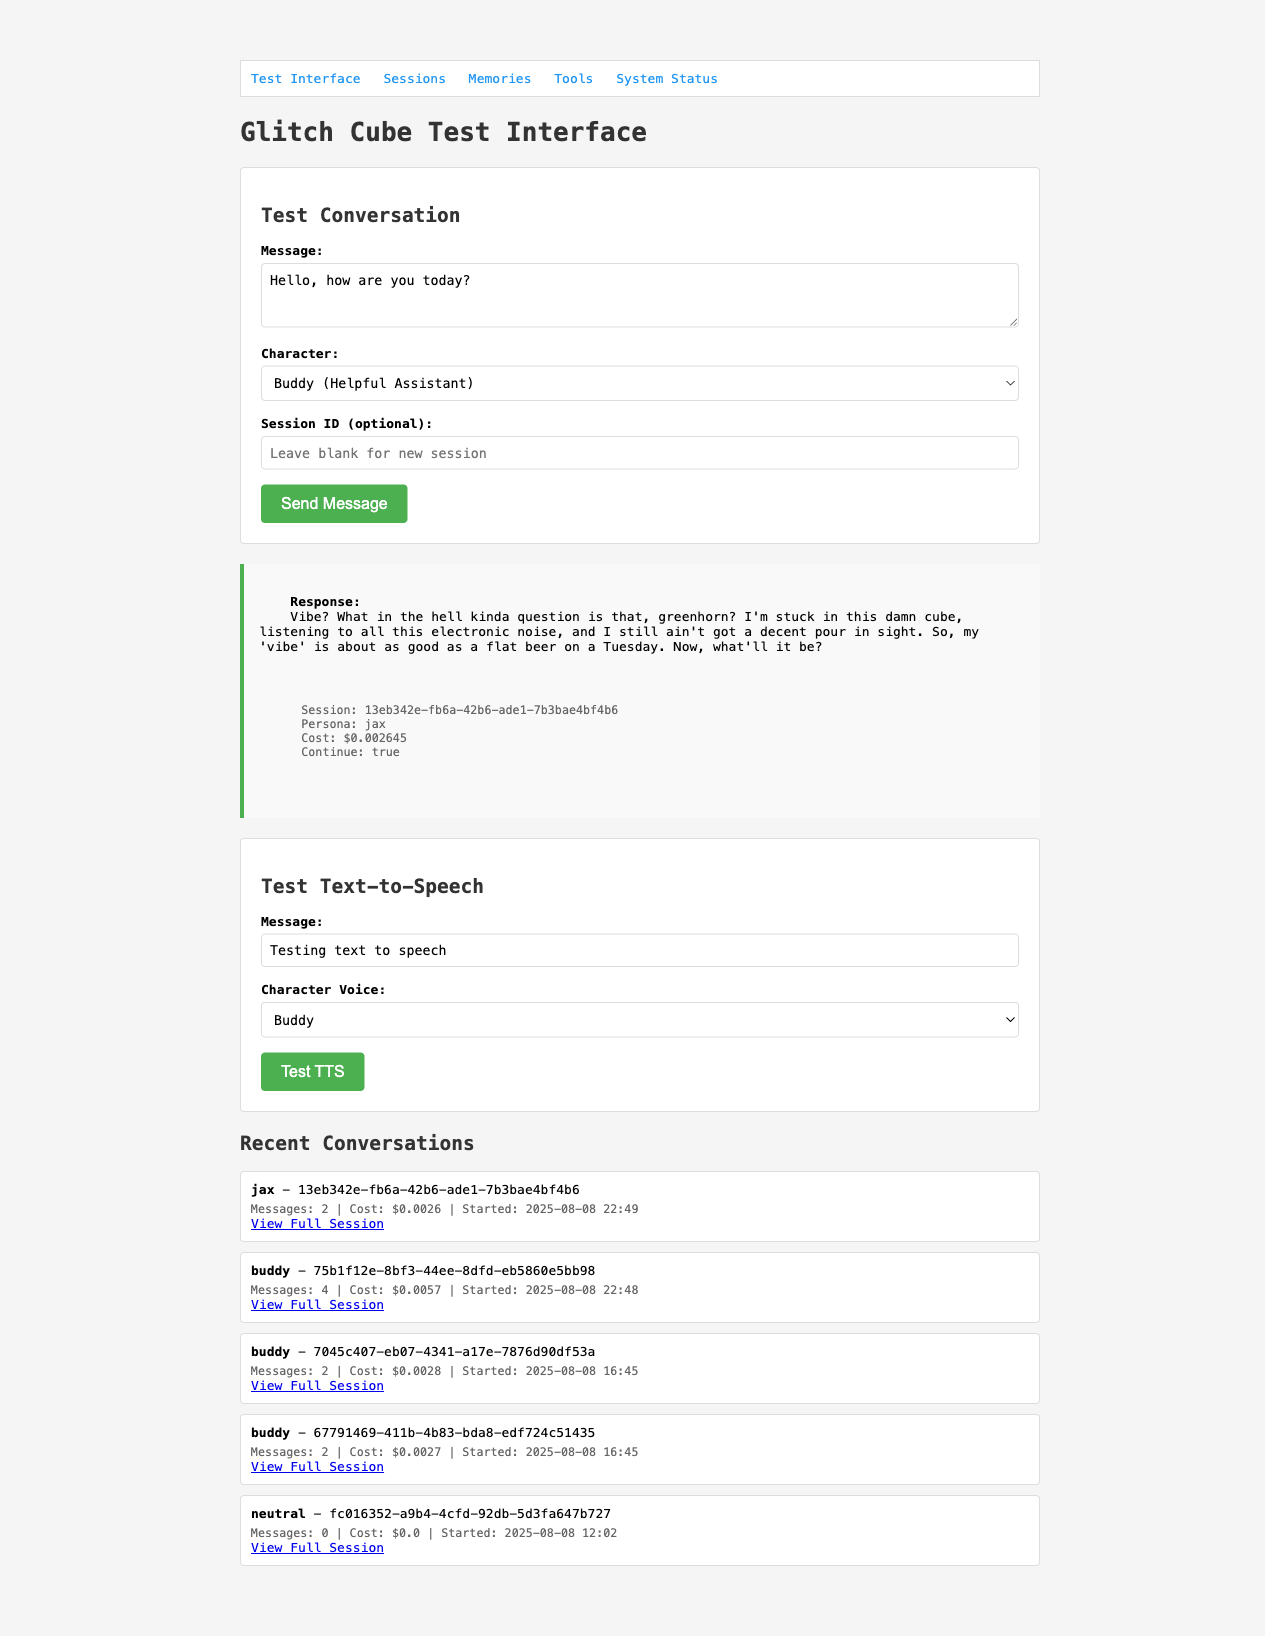 Test Interface Sessions Memories Tools System Status
Glitch Cube Test Interface
Test Conversation
Message:
Hello, how are you today?
Character:
Buddy (Helpful Assistant)
Session ID (optional):
Leave blank for new session
Send Message
Response:
Vibe? What in the hell kinda question is that, greenhorn? I'm stuck in this damn cube,
listening to all this electronic noise, and I still ain't got a decent pour in sight. So, my
'vibe' is about as good as a flat beer on a Tuesday. Now, what'll it be?
Session: 13eb342e-fb6a-42b6-ade1-7b3bae4bf4b6
Persona: jax
Cost: $0.002645
Continue: true
Test Text-to-Speech
Message:
Testing text to speech
Character Voice:
Buddy
Test TTS
Recent Conversations
jax - 13eb342e-fb6a-42b6-ade1-7b3bae4bf4b6
Messages: 2 | Cost: $0.0026 | Started: 2025-08-08 22:49
View Full Session
buddy - 75b1f12e-8bf3-44ee-8dfd-eb5860e5bb98
Messages: 4 | Cost: $0.0057 | Started: 2025-08-08 22:48
View Full Session
buddy - 7045c407-eb07-4341-a17e-7876d90df53a
Messages: 2 | Cost: $0.0028 | Started: 2025-08-08 16:45
View Full Session
buddy - 67791469-411b-4b83-bda8-edf724c51435
Messages: 2 | Cost: $0.0027 | Started: 2025-08-08 16:45
View Full Session
neutral - fc016352-a9b4-4cfd-92db-5d3fa647b727
Messages: 0 | Cost: $0.0 | Started: 2025-08-08 12:02
View Full Session